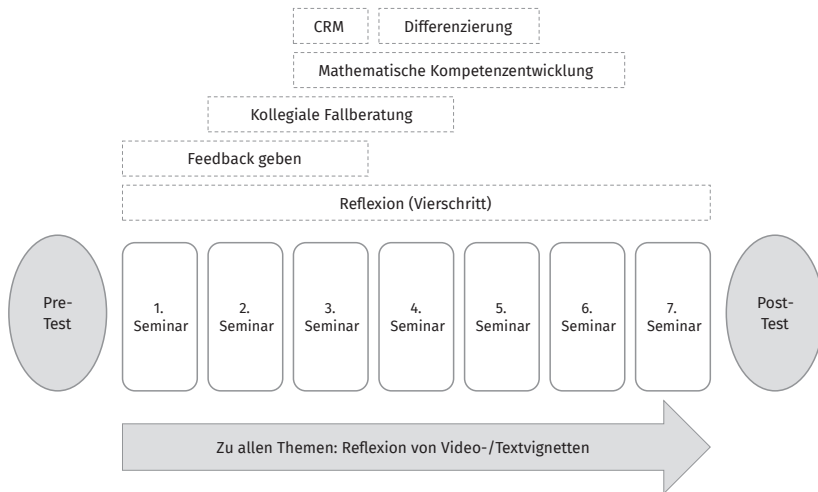 CRM
Differenzierung
Mathematische Kompetenzentwicklung
Kollegiale Fallberatung
Feedback geben
Reflexion (Vierschritt)
Pre-
Test
1.
Seminar
2.
Seminar
3.
Seminar
4.
Seminar
5.
Seminar
6.
Seminar
7.
Seminar
Post-
Test
Zu allen Themen: Reflexion von Video-/Textvignetten